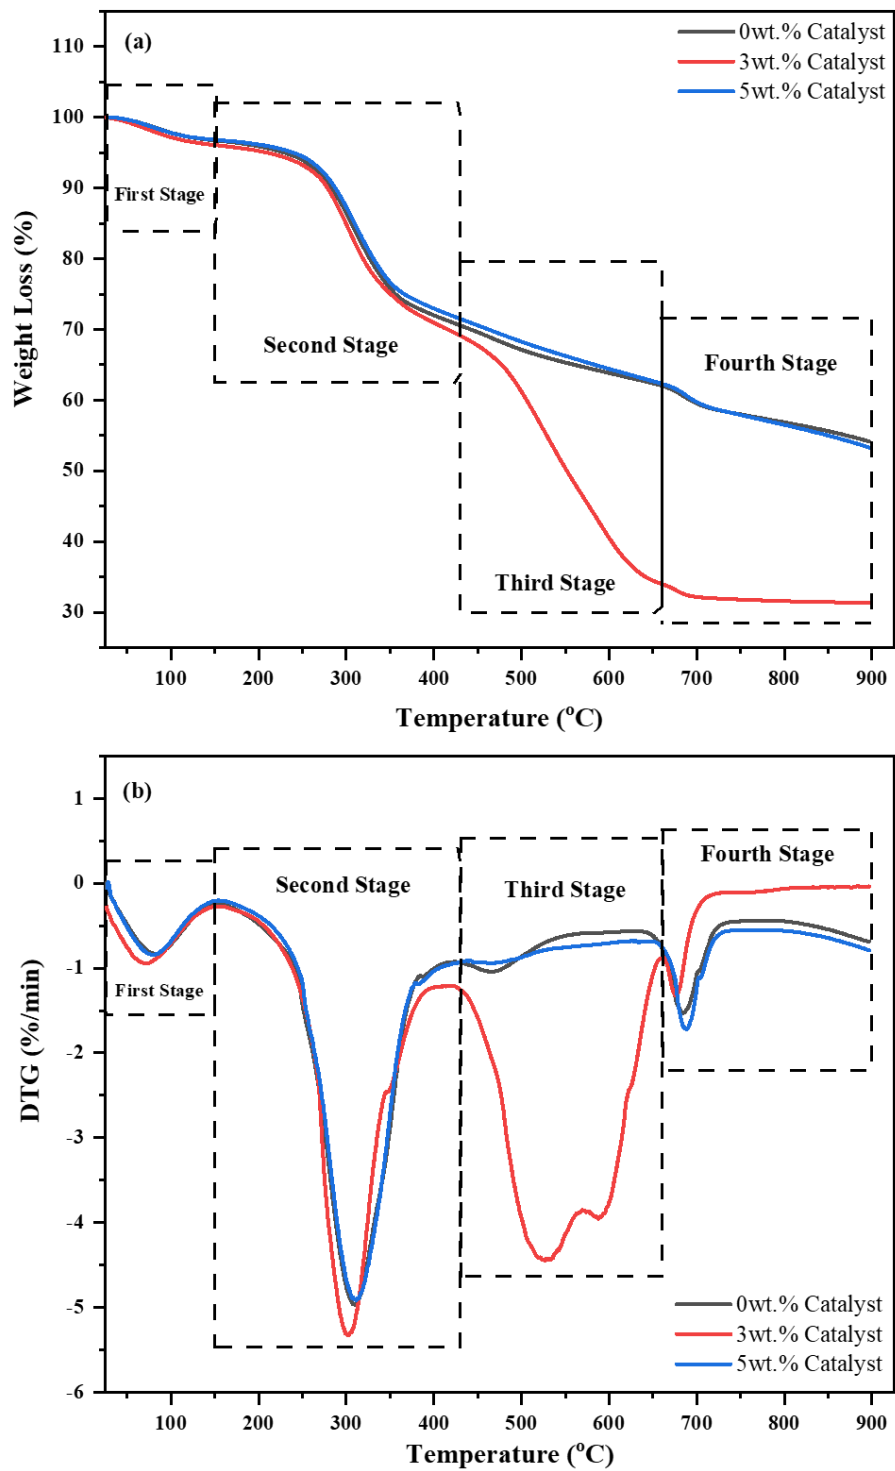 (a)
0wt.% Catalyst
3wt.% Catalyst
5wt.% Catalyst
110
100
90
80
70
60
50
40
30
Weight Loss (%)
First Stage
Second Stage
Third Stage
Fourth Stage
100 200 300 400 500 600 700 800 900
Temperature (°C)
(b)
1
0
-1
-2
-3
-4
-5
-6
DTG (%/min)
First Stage
Second Stage
Third Stage
Fourth Stage
0wt.% Catalyst
3wt.% Catalyst
5wt.% Catalyst
100 200 300 400 500 600 700 800 900
Temperature (°C)